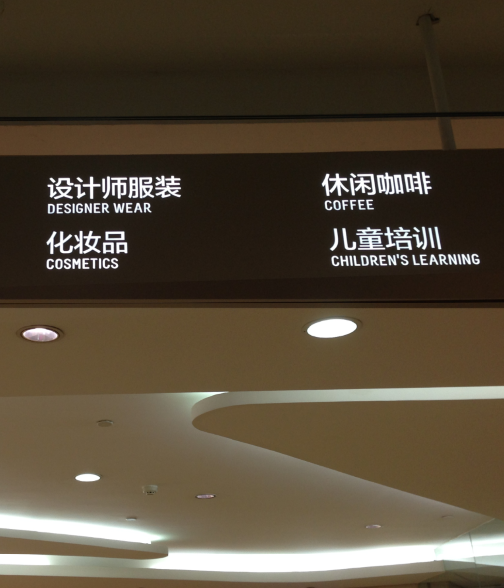 设计师服装
DESIGNER WEAR
化妆品
COSMETICS
休闲咖啡
COFFEE
儿童培训
CHILDREN'S LEARNING